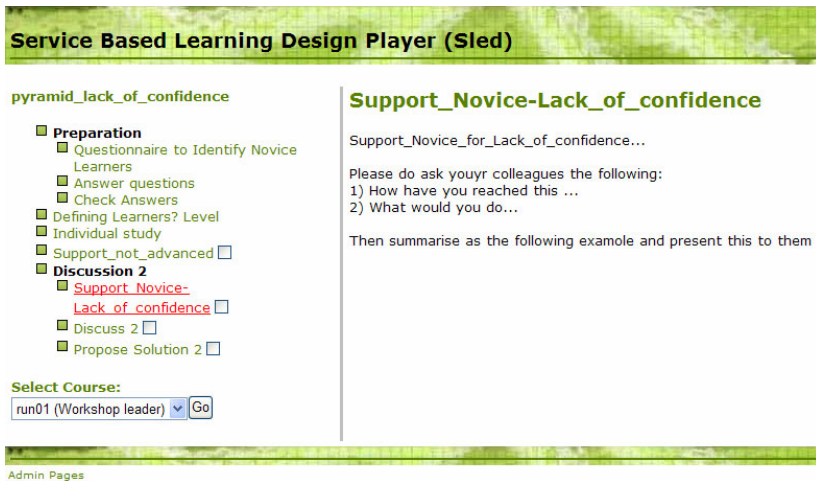 Service Based Learning Design Player (Sled)
pyramid_lack_of_confidence
Preparation
Questionnaire to Identify Novice
Learners
Answer questions
Check Answers
Defining Learners? Level
Individual study
Support_not_advanced
Discussion 2
Support_Novice-
Lack_of_confidence
Discuss 2
Propose Solution 2
Select Course:
run01 (Workshop leader) Go
Support_Novice-Lack_of_confidence
Support_Novice_for_Lack_of_confidence...
Please do ask youyr colleagues the following:
1) How have you reached this ...
2) What would you do...
Then summarise as the following examole and present this to them
Admin Pages